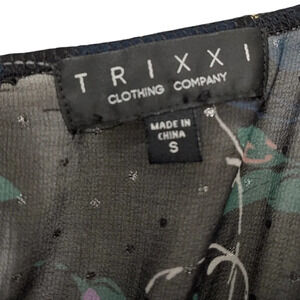 TRIXXI
CLOTHING COMPANY
MADE IN
CHINA
S